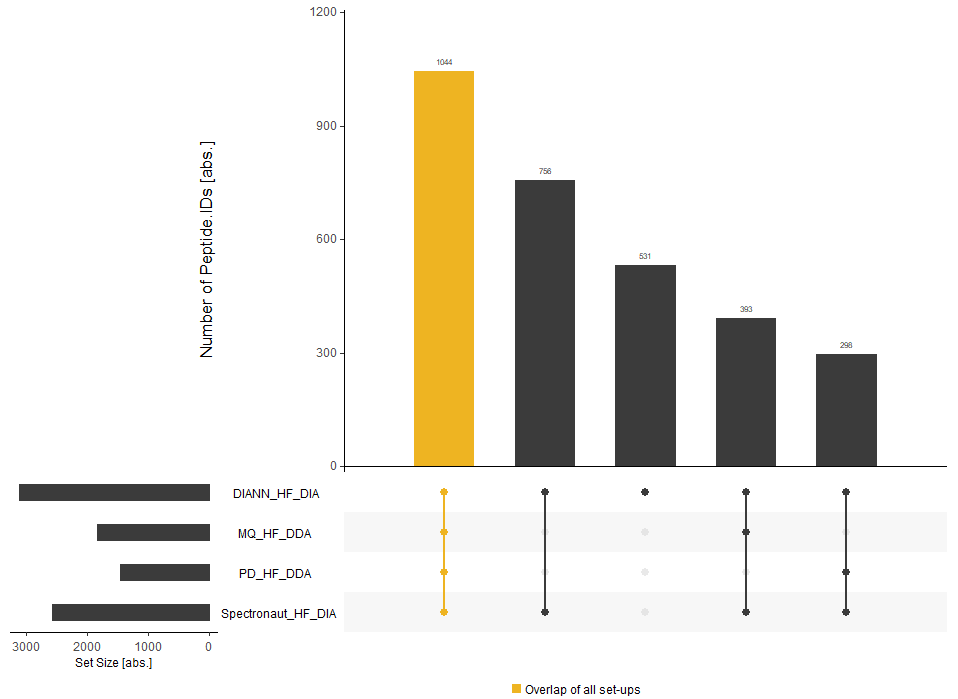 1200
1044
900
756
Number of Peptide.IDs [abs.]
600
531
393
300
298
0
DIANN_HF_DIA
MQ_HF_DDA
PD_HF_DDA
Spectronaut_HF_DIA
3000 2000 1000 0
Set Size [abs.]
Overlap of all set-ups